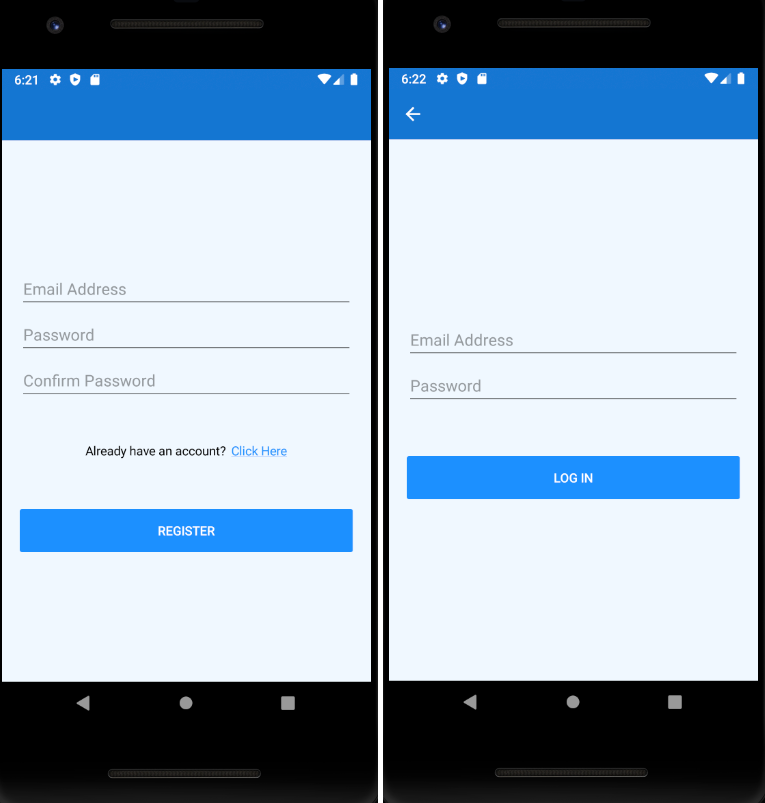 6:21
Email Address
Password
Confirm Password
Already have an account? Click Here
REGISTER
6:22
Email Address
Password
LOG IN